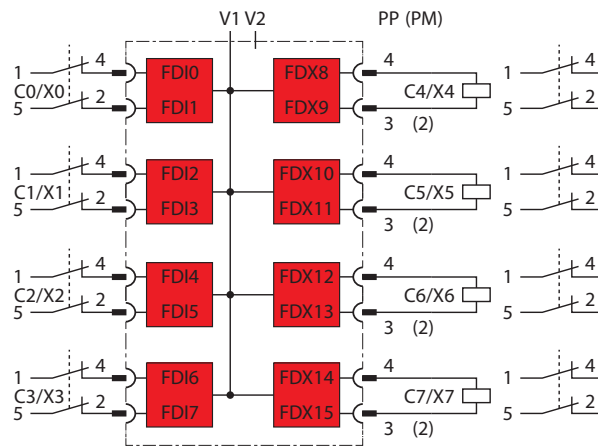 V1 V2 PP (PM)
1 4 FDI0 FDX8 4 1 4
C0/X0 C4/X4
5 2 FDI1 FDX9 5 2
3 (2)
1 4 FDI2 FDX10 4 1 4
C1/X1 C5/X5
5 2 FDI3 FDX11 5 2
3 (2)
1 4 FDI4 FDX12 4 1 4
C2/X2 C6/X6
5 2 FDI5 FDX13 5 2
3 (2)
1 4 FDI6 FDX14 4 1 4
C3/X3 C7/X7
5 2 FDI7 FDX15 5 2
3 (2)